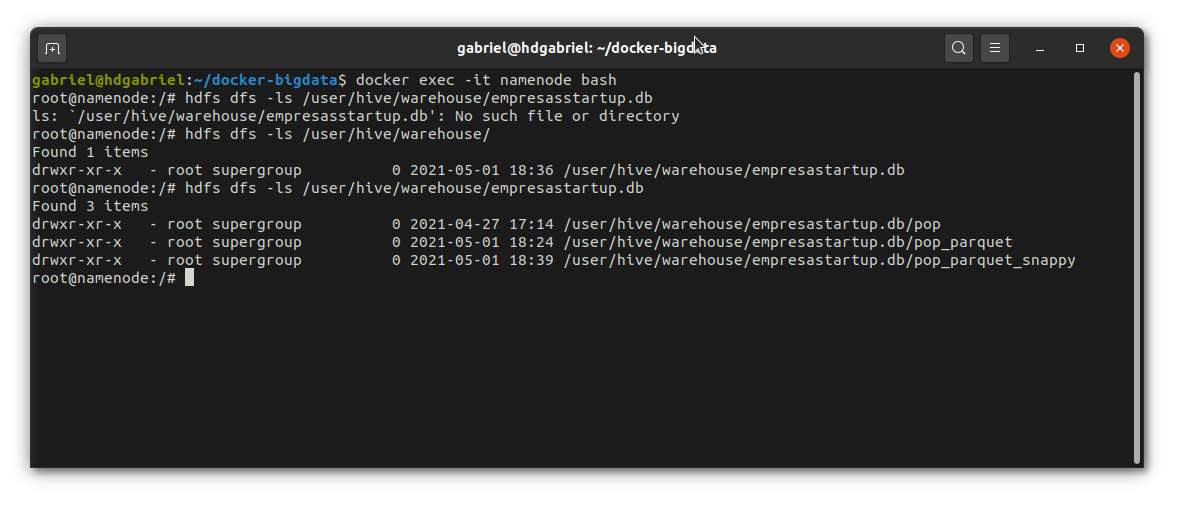 gabriel@hdgabriel: ~/docker-bigdata
gabriel@hdgabriel:~/docker-bigdata$ docker exec -it namenode bash
root@namenode:/# hdfs dfs -ls /user/hive/warehouse/empresasstartup.db
ls: `/user/hive/warehouse/empresasstartup.db': No such file or directory
root@namenode:/# hdfs dfs -ls /user/hive/warehouse/
Found 1 items
drwxr-xr-x   - root supergroup          0 2021-05-01 18:36 /user/hive/warehouse/empresastartup.db
root@namenode:/# hdfs dfs -ls /user/hive/warehouse/empresastartup.db
Found 3 items
drwxr-xr-x   - root supergroup          0 2021-04-27 17:14 /user/hive/warehouse/empresastartup.db/pop
drwxr-xr-x   - root supergroup          0 2021-05-01 18:24 /user/hive/warehouse/empresastartup.db/pop_parquet
drwxr-xr-x   - root supergroup          0 2021-05-01 18:39 /user/hive/warehouse/empresastartup.db/pop_parquet_snappy
root@namenode:/#